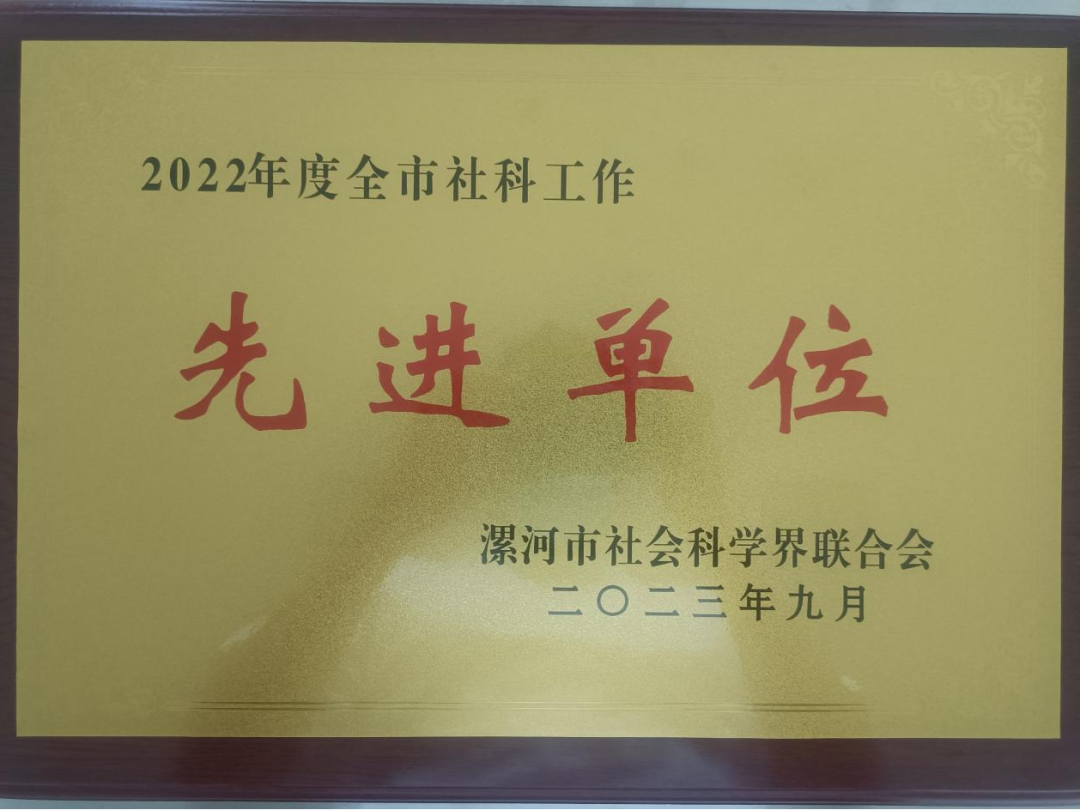 2022年度全市社科工作
先进单位
漯河市社会科学界联合会
二〇二三年九月